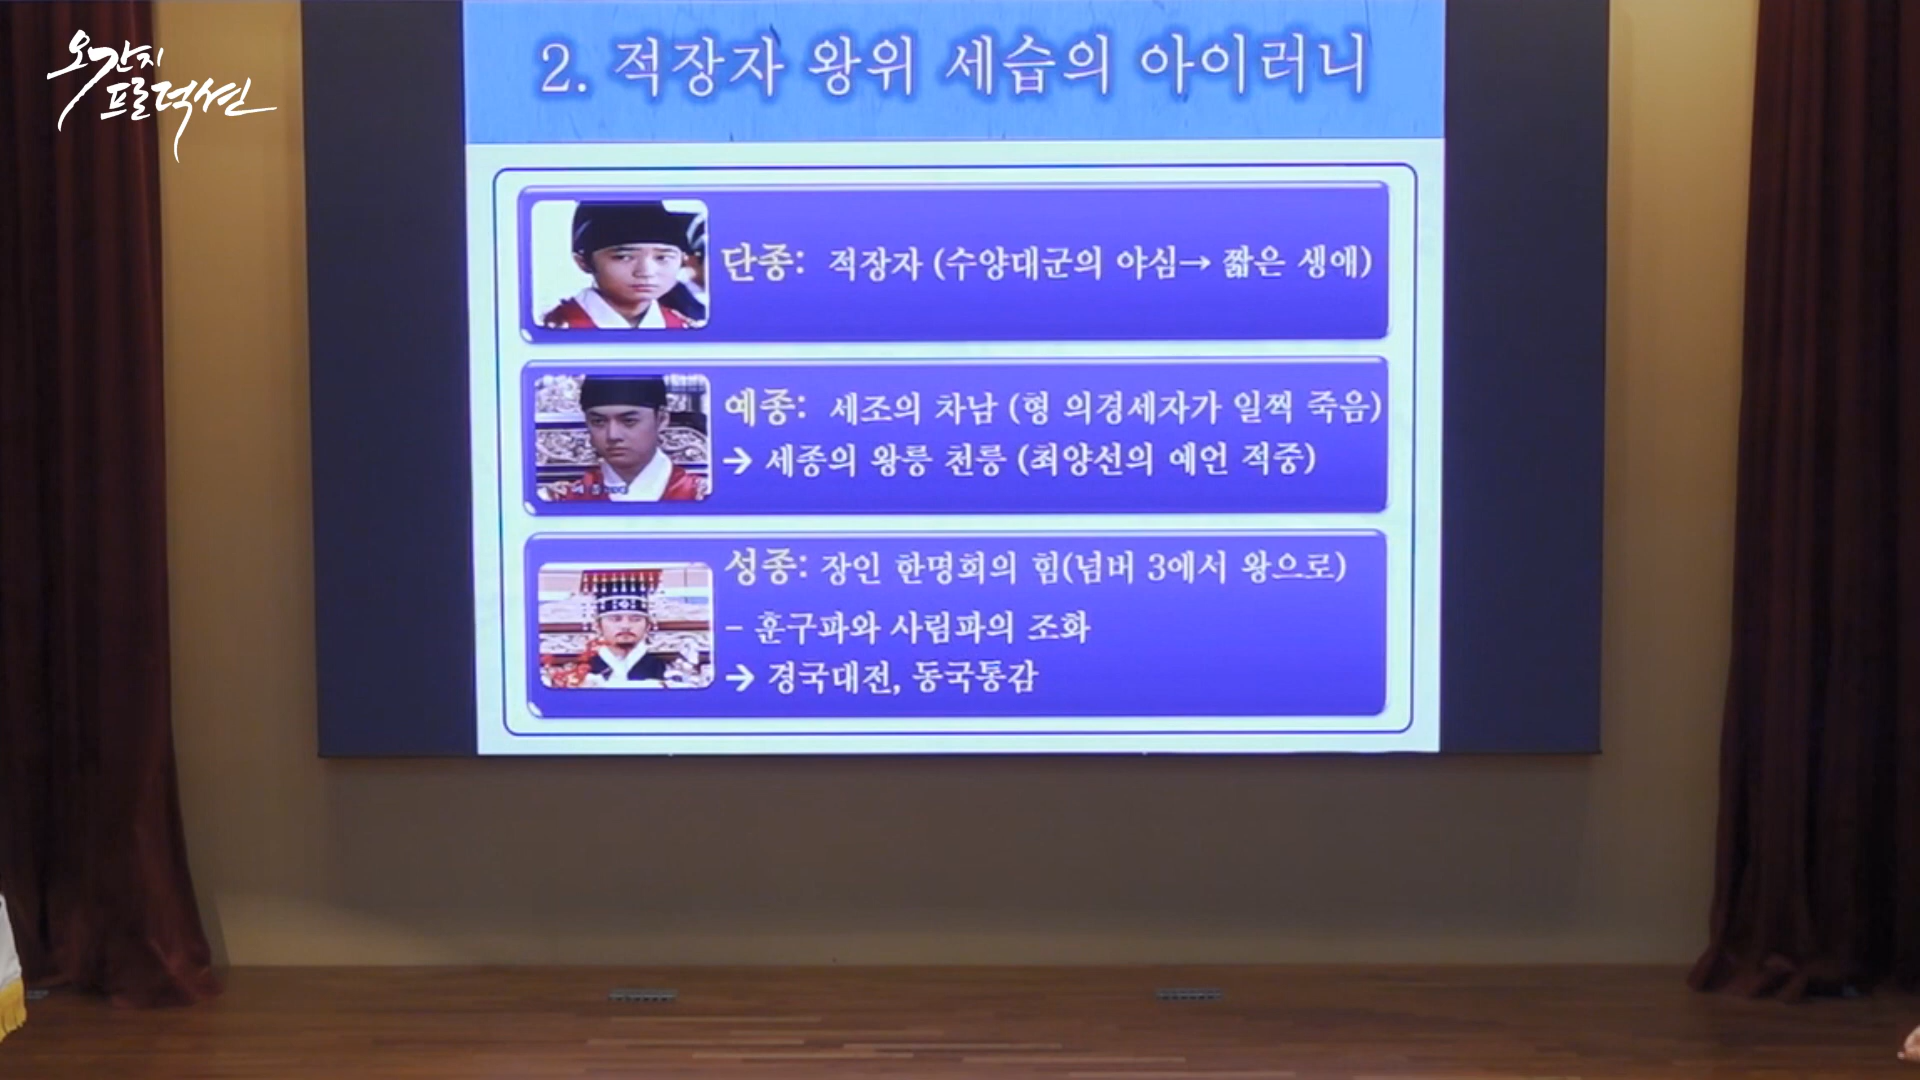 오간지
프로덕션
2. 적장자 왕위 세습의 아이러니
단종: 적장자 (수양대군의 야심→ 짧은 생애)
예종: 세조의 차남 (형 의경세자가 일찍 죽음)
→ 세종의 왕릉 천릉 (최양선의 예언 적중)
성종: 장인 한명회의 힘(넘버 3에서 왕으로)
- 훈구파와 사림파의 조화
→ 경국대전, 동국통감